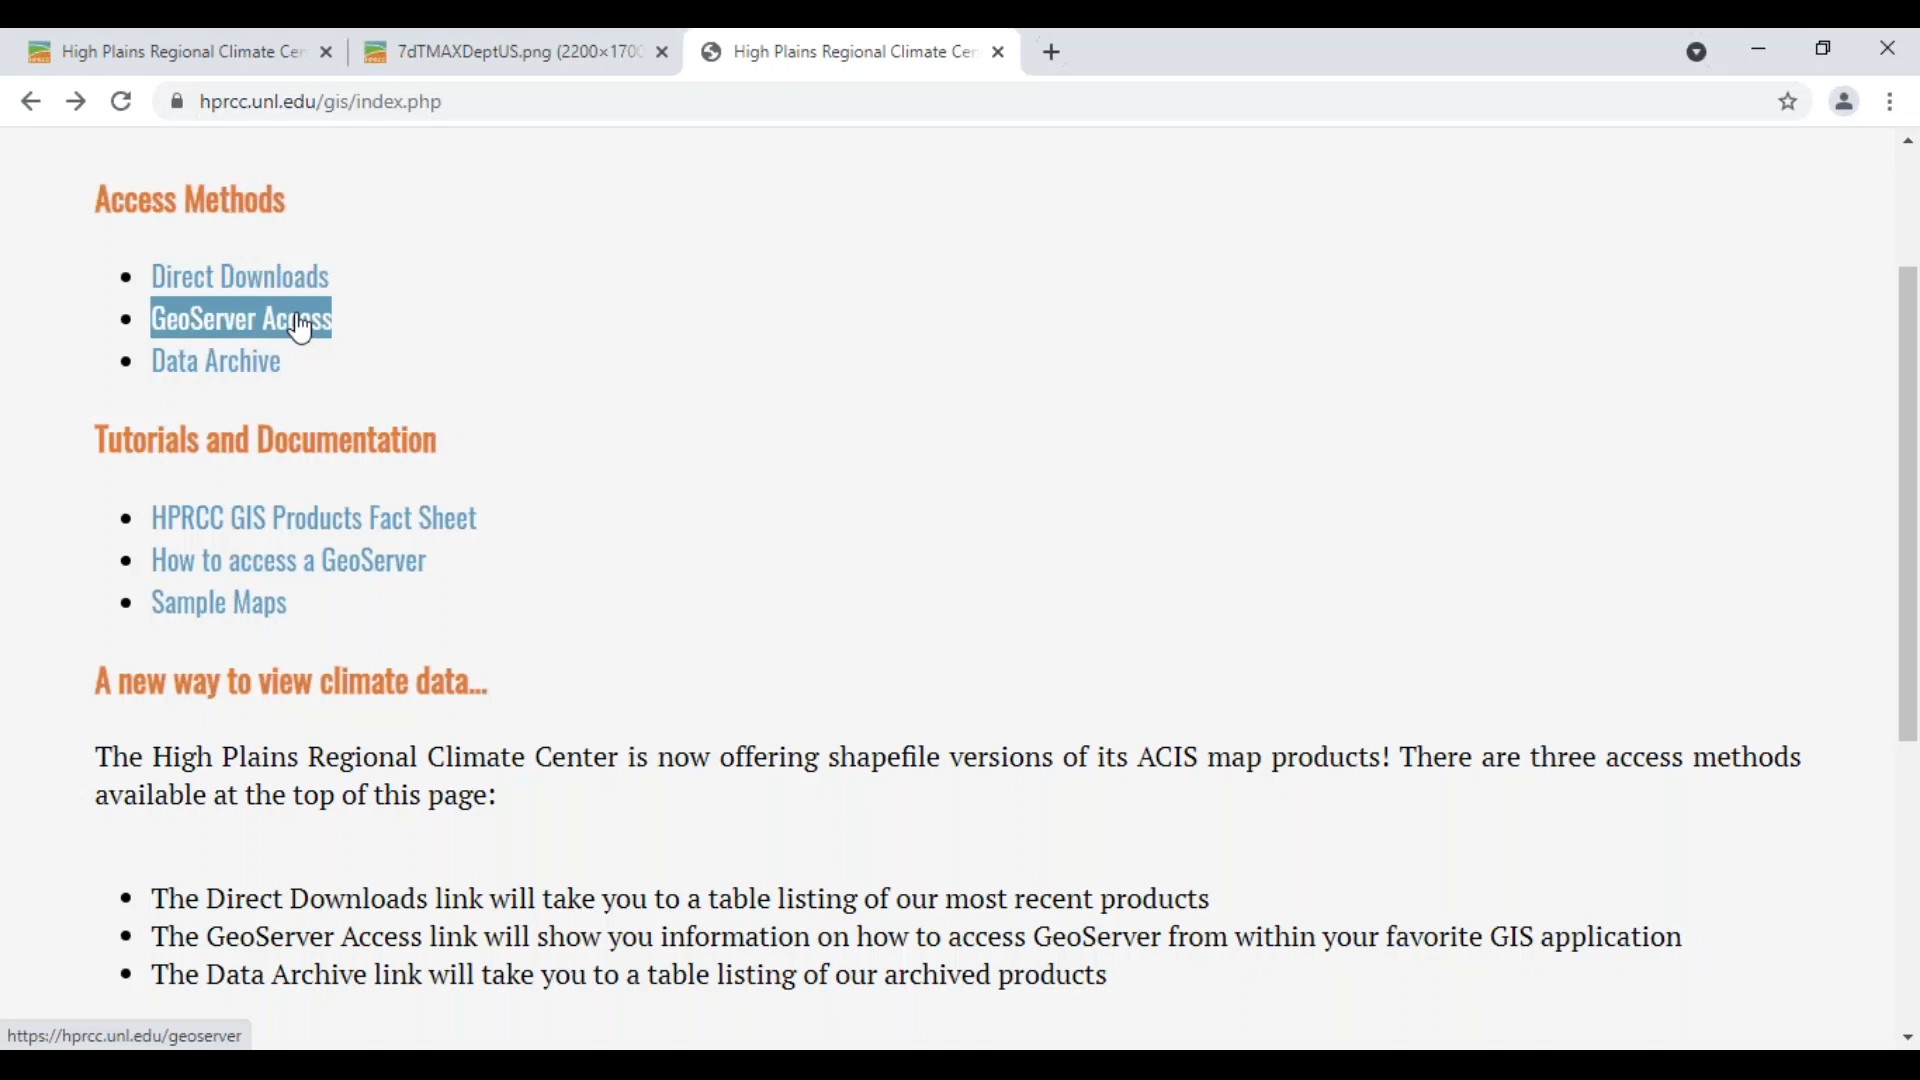 High Plains Regional Climate Cen
7dTMAXDeptUS.png (2200×170
High Plains Regional Climate Cen
hprcc.unl.edu/gis/index.php
Access Methods
Direct Downloads
GeoServer Access
Data Archive
Tutorials and Documentation
HPRCC GIS Products Fact Sheet
How to access a GeoServer
Sample Maps
A new way to view climate data...
The High Plains Regional Climate Center is now offering shapefile versions of its ACIS map products! There are three access methods
available at the top of this page:
The Direct Downloads link will take you to a table listing of our most recent products
The GeoServer Access link will show you information on how to access GeoServer from within your favorite GIS application
The Data Archive link will take you to a table listing of our archived products
https://hprcc.unl.edu/geoserver